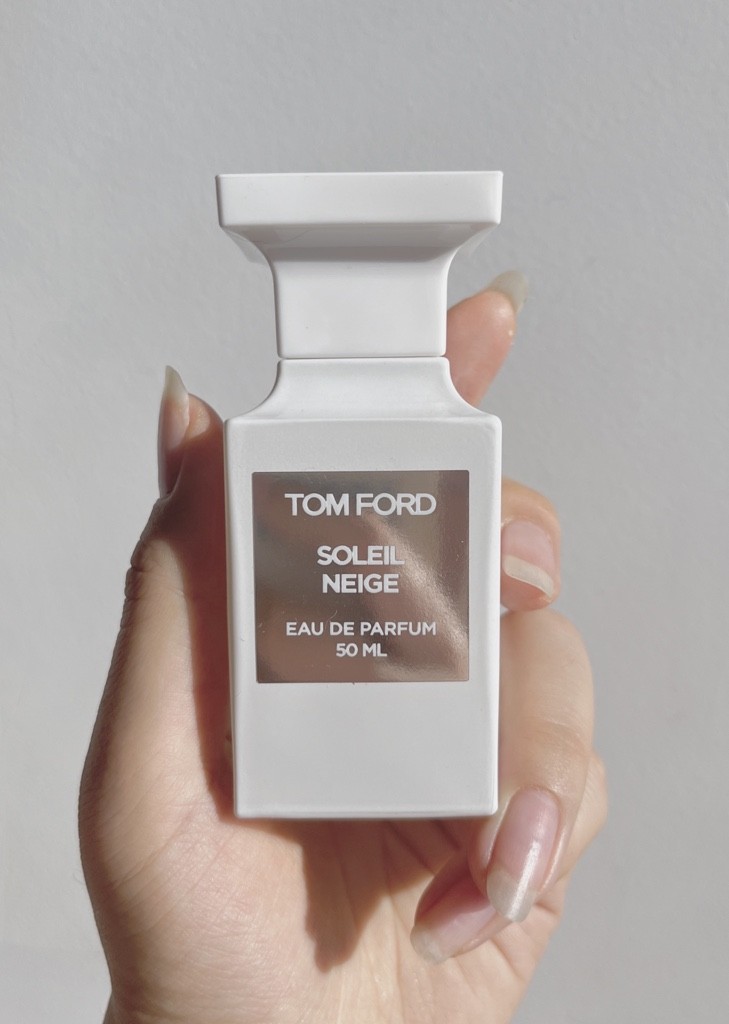 TOM FORD
SOLEIL
NEIGE
EAU DE PARFUM
50 ML